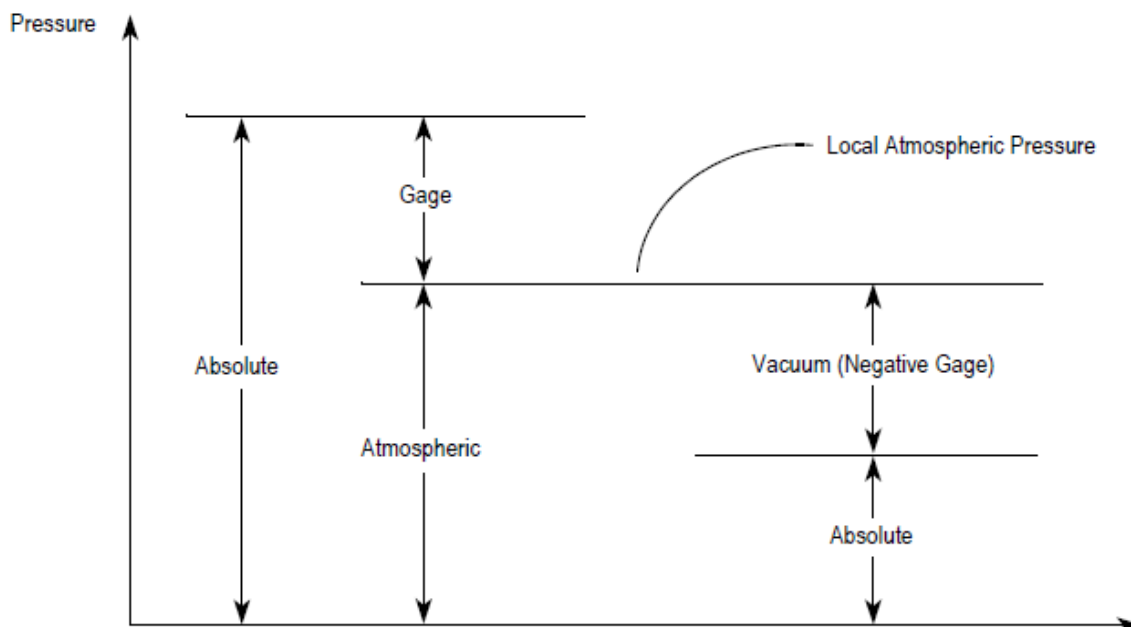 Pressure
Local Atmospheric Pressure
Gage
Absolute
Vacuum (Negative Gage)
Atmospheric
Absolute